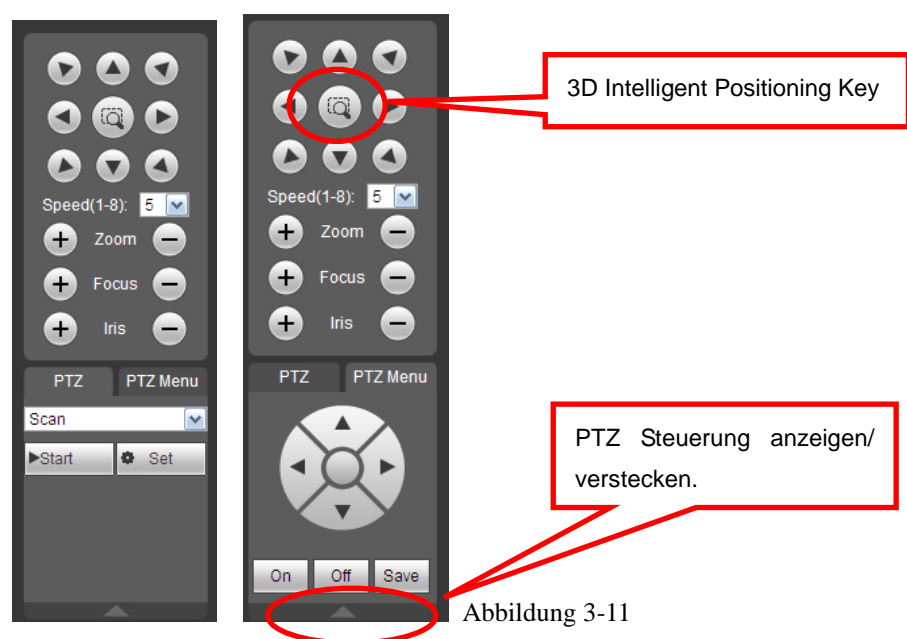 Speed(1-8): 5
Zoom
Focus
Iris
PTZ PTZ Menu
Scan
Start Set
Speed(1-8): 5
Zoom
Focus
Iris
PTZ PTZ Menu
On Off Save
3D Intelligent Positioning Key
PTZ Steuerung anzeigen/
verstecken.
Abbildung 3-11